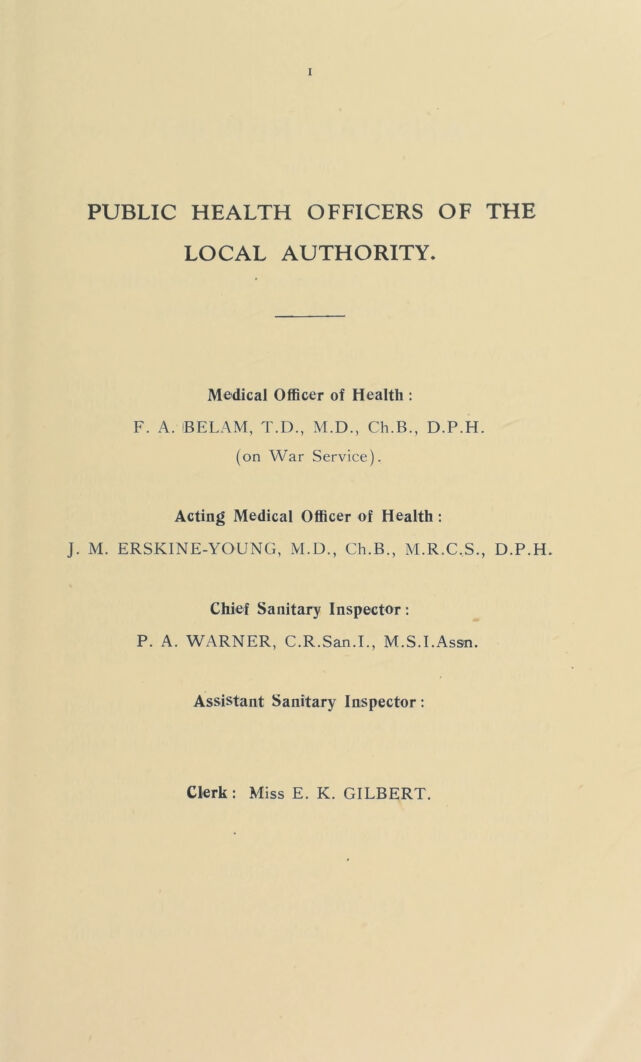 I
PUBLIC HEALTH OFFICERS OF THE
LOCAL AUTHORITY.
Medical Officer of Health :
F. A. BELAM, T.D., M.D., Ch.B., D.P.H.
(on War Service).
Acting Medical Officer of Health :
J. M. ERSKINE-YOUNG, M.D., Ch.B., M.R.C.S., D.P.H.
Chief Sanitary Inspector :
P. A. WARNER, C.R.San.I., M.S.I.Assn.
Assistant Sanitary Inspector :
Clerk : Miss E. K. GILBERT.